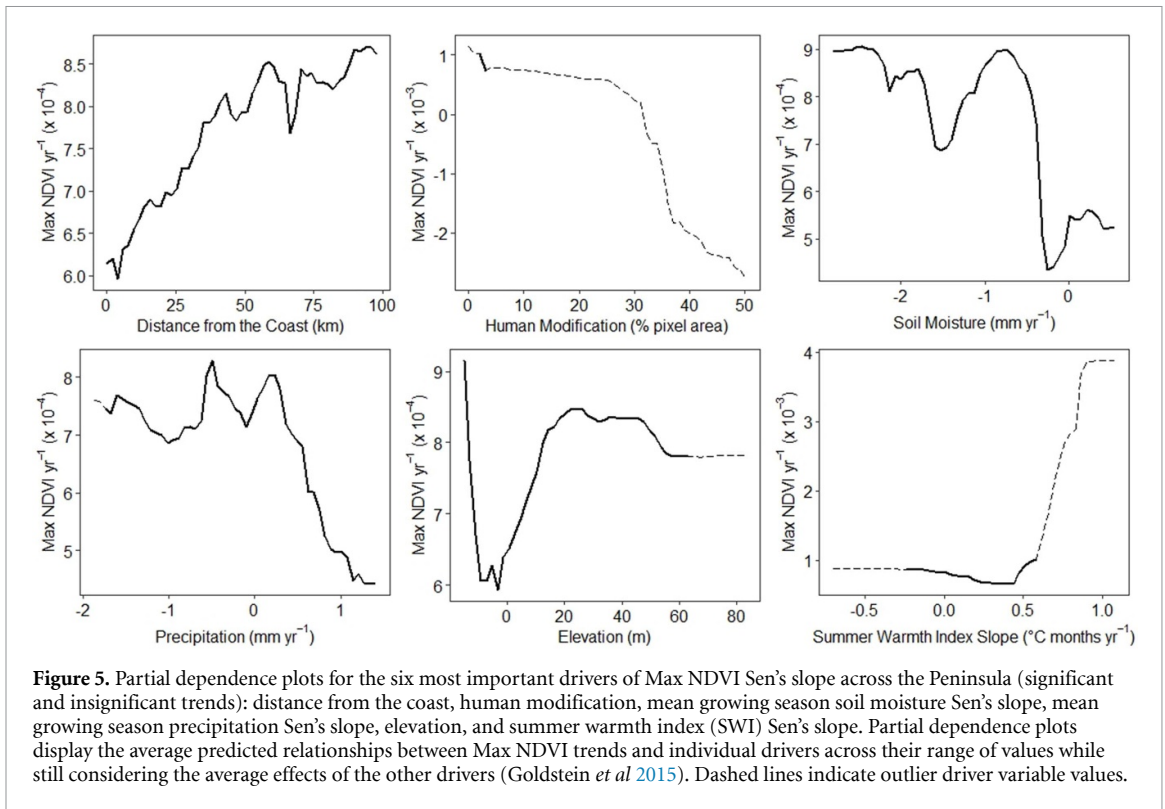 8.5
8.0
7.5
7.0
6.5
6.0
Max NDVI yr⁻¹ (x 10⁻⁴)
0 25 50 75 100
Distance from the Coast (km)
1
0
-1
-2
Max NDVI yr⁻¹ (x 10⁻³)
0 10 20 30 40 50
Human Modification (% pixel area)
9
8
7
6
5
Max NDVI yr⁻¹ (x 10⁻⁴)
-2 -1 0
Soil Moisture (mm yr⁻¹)
8
7
6
5
Max NDVI yr⁻¹ (x 10⁻⁴)
-2 -1 0 1
Precipitation (mm yr⁻¹)
9
8
7
6
Max NDVI yr⁻¹ (x 10⁻⁴)
0 20 40 60 80
Elevation (m)
4
3
2
1
Max NDVI yr⁻¹ (x 10⁻³)
-0.5 0.0 0.5 1.0
Summer Warmth Index Slope (°C months yr⁻¹)
Figure 5. Partial dependence plots for the six most important drivers of Max NDVI Sen's slope across the Peninsula (significant
and insignificant trends): distance from the coast, human modification, mean growing season soil moisture Sen's slope, mean
growing season precipitation Sen's slope, elevation, and summer warmth index (SWI) Sen's slope. Partial dependence plots
display the average predicted relationships between Max NDVI trends and individual drivers across their range of values while
still considering the average effects of the other drivers (Goldstein et al 2015). Dashed lines indicate outlier driver variable values.